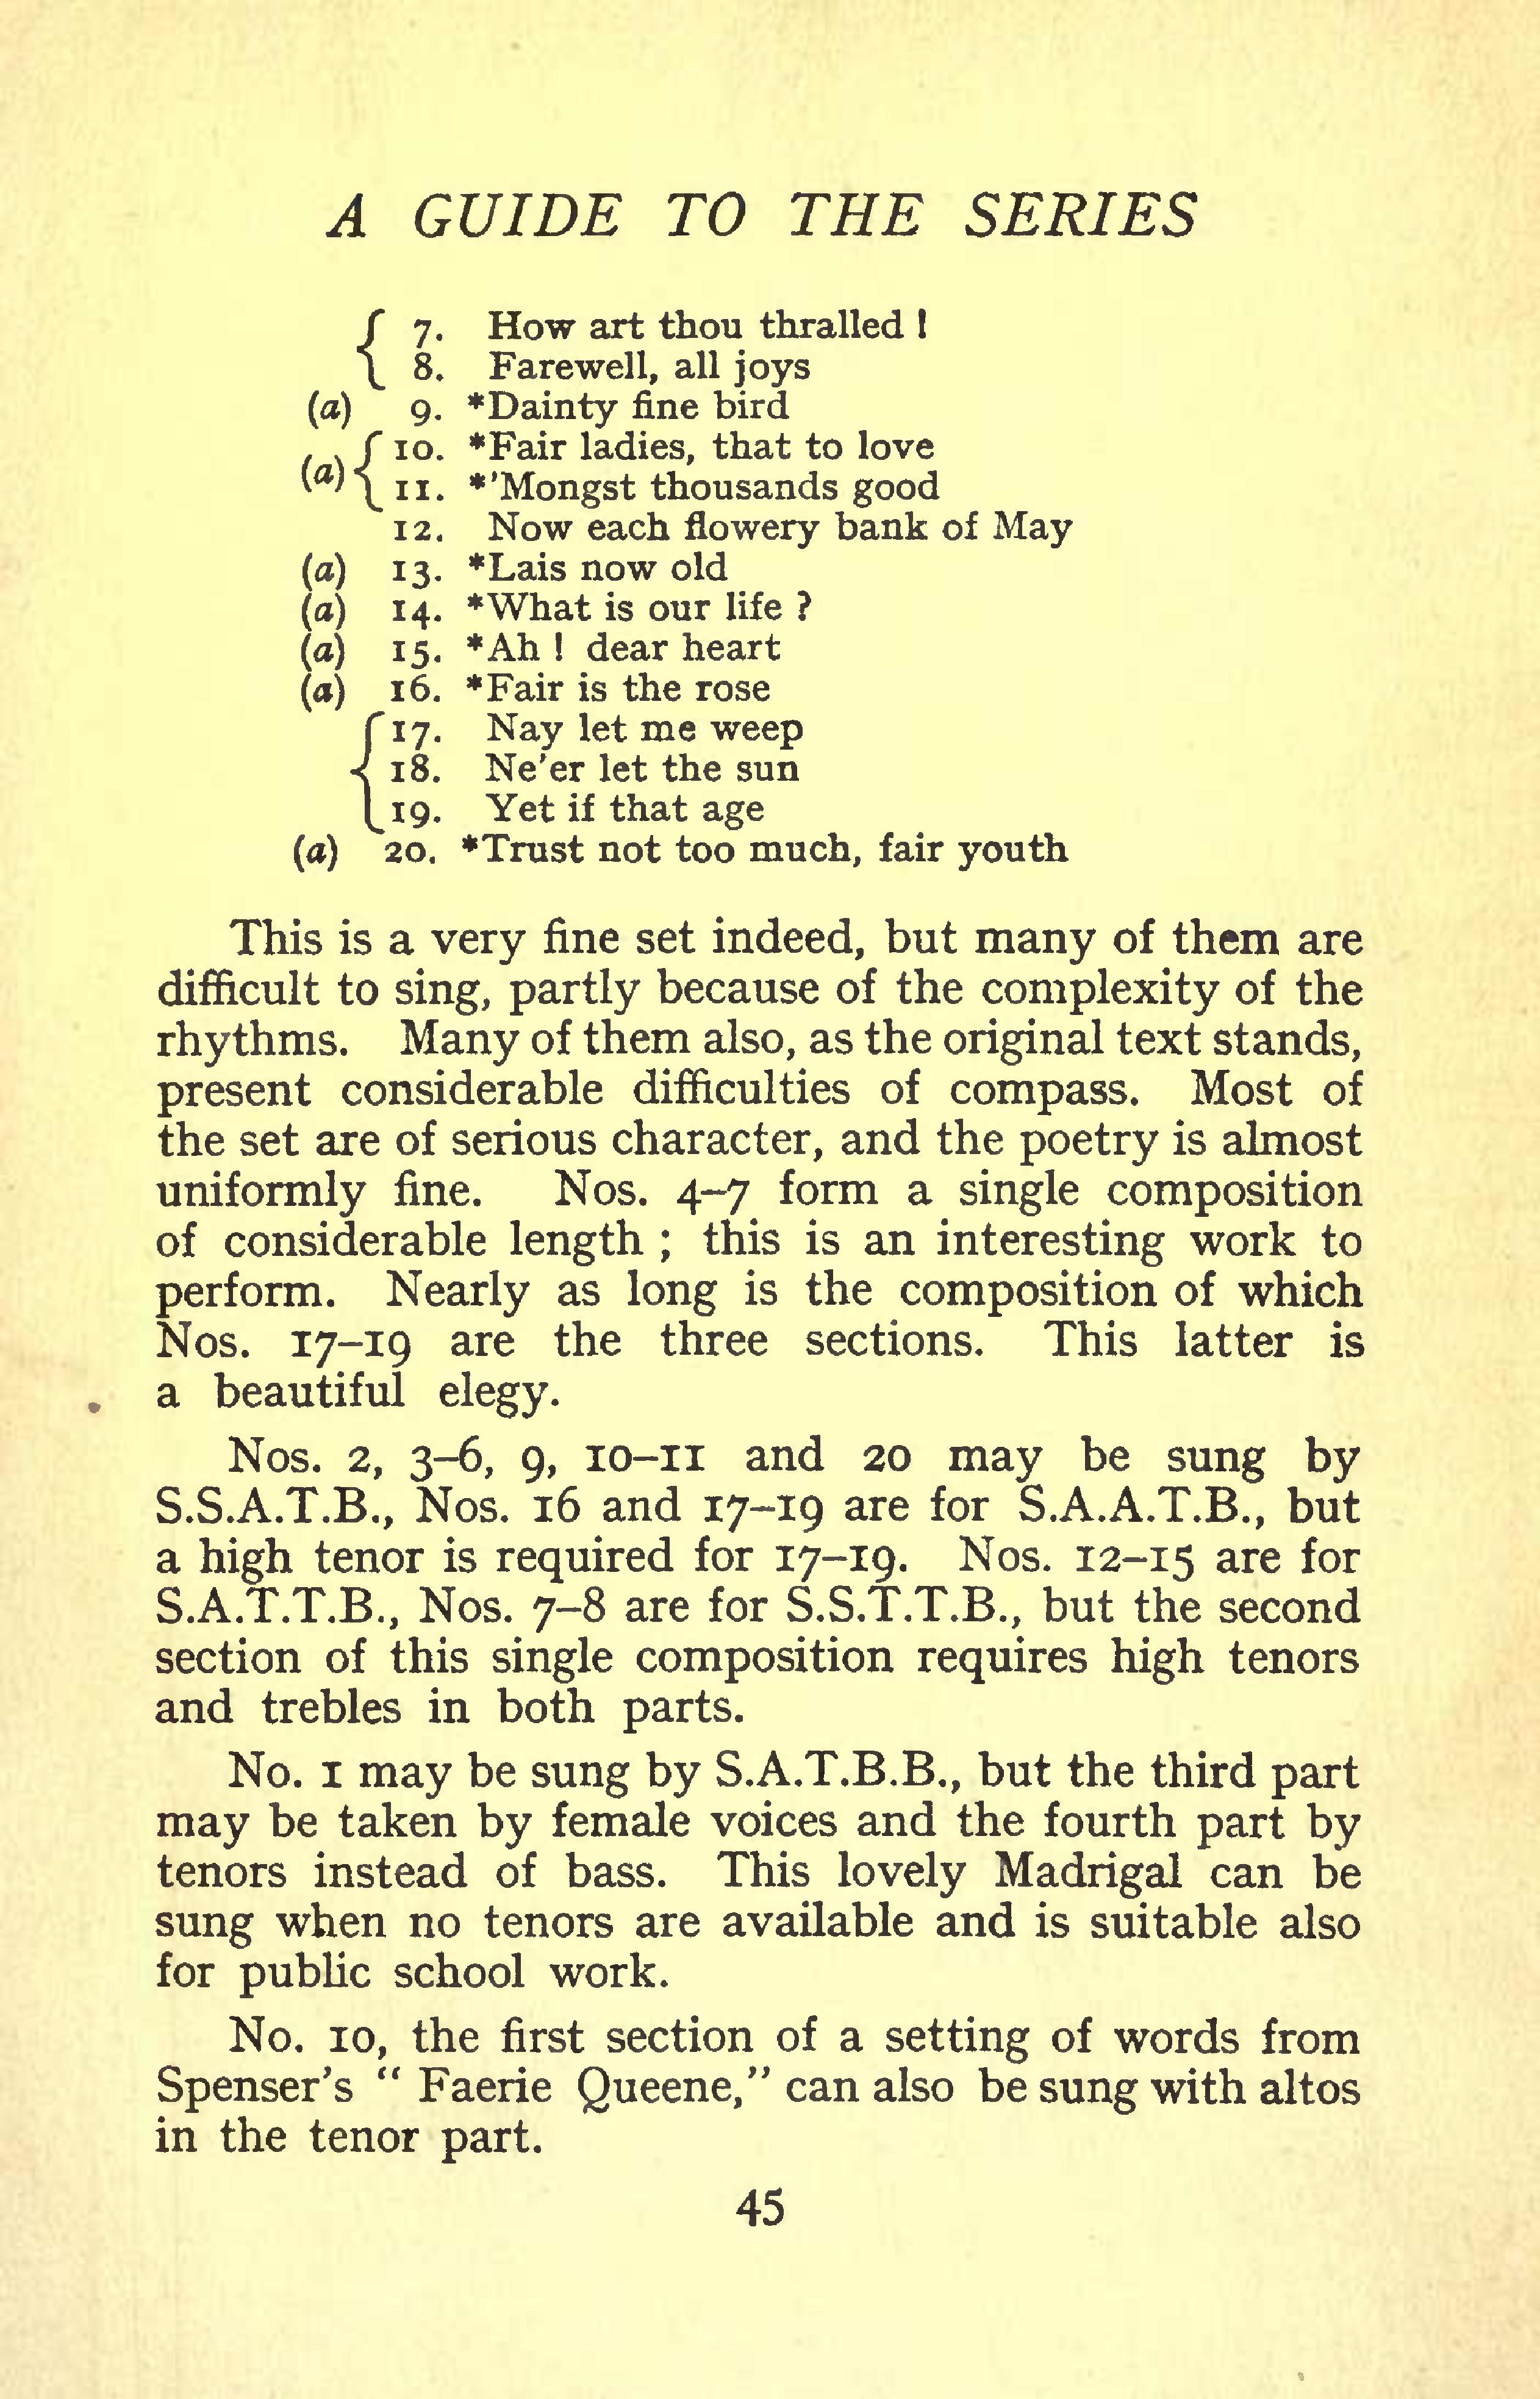 A GUIDE TO THE SERIES
7. How art thou thralled !
8. Farewell, all joys
(a) 9. *Dainty fine bird
(a) 10. *Fair ladies, that to love
11. *'Mongst thousands good
12. Now each flowery bank of May
(a) 13. *Lais now old
(a) 14. *What is our life ?
(a) 15. *Ah ! dear heart
(a) 16. *Fair is the rose
17. Nay let me weep
18. Ne'er let the sun
19. Yet if that age
(a) 20. *Trust not too much, fair youth
This is a very fine set indeed, but many of them are
difficult to sing, partly because of the complexity of the
rhythms. Many of them also, as the original text stands,
present considerable difficulties of compass. Most of
the set are of serious character, and the poetry is almost
uniformly fine. Nos. 4–7 form a single composition
of considerable length ; this is an interesting work to
perform. Nearly as long is the composition of which
Nos. 17–19 are the three sections. This latter is
a beautiful elegy.
Nos. 2, 3–6, 9, 10–11 and 20 may be sung by
S.S.A.T.B., Nos. 16 and 17–19 are for S.A.A.T.B., but
a high tenor is required for 17–19. Nos. 12–15 are for
S.A.T.T.B., Nos. 7–8 are for S.S.T.T.B., but the second
section of this single composition requires high tenors
and trebles in both parts.
No. 1 may be sung by S.A.T.B.B., but the third part
may be taken by female voices and the fourth part by
tenors instead of bass. This lovely Madrigal can be
sung when no tenors are available and is suitable also
for public school work.
No. 10, the first section of a setting of words from
Spenser's " Faerie Queene," can also be sung with altos
in the tenor part.
45